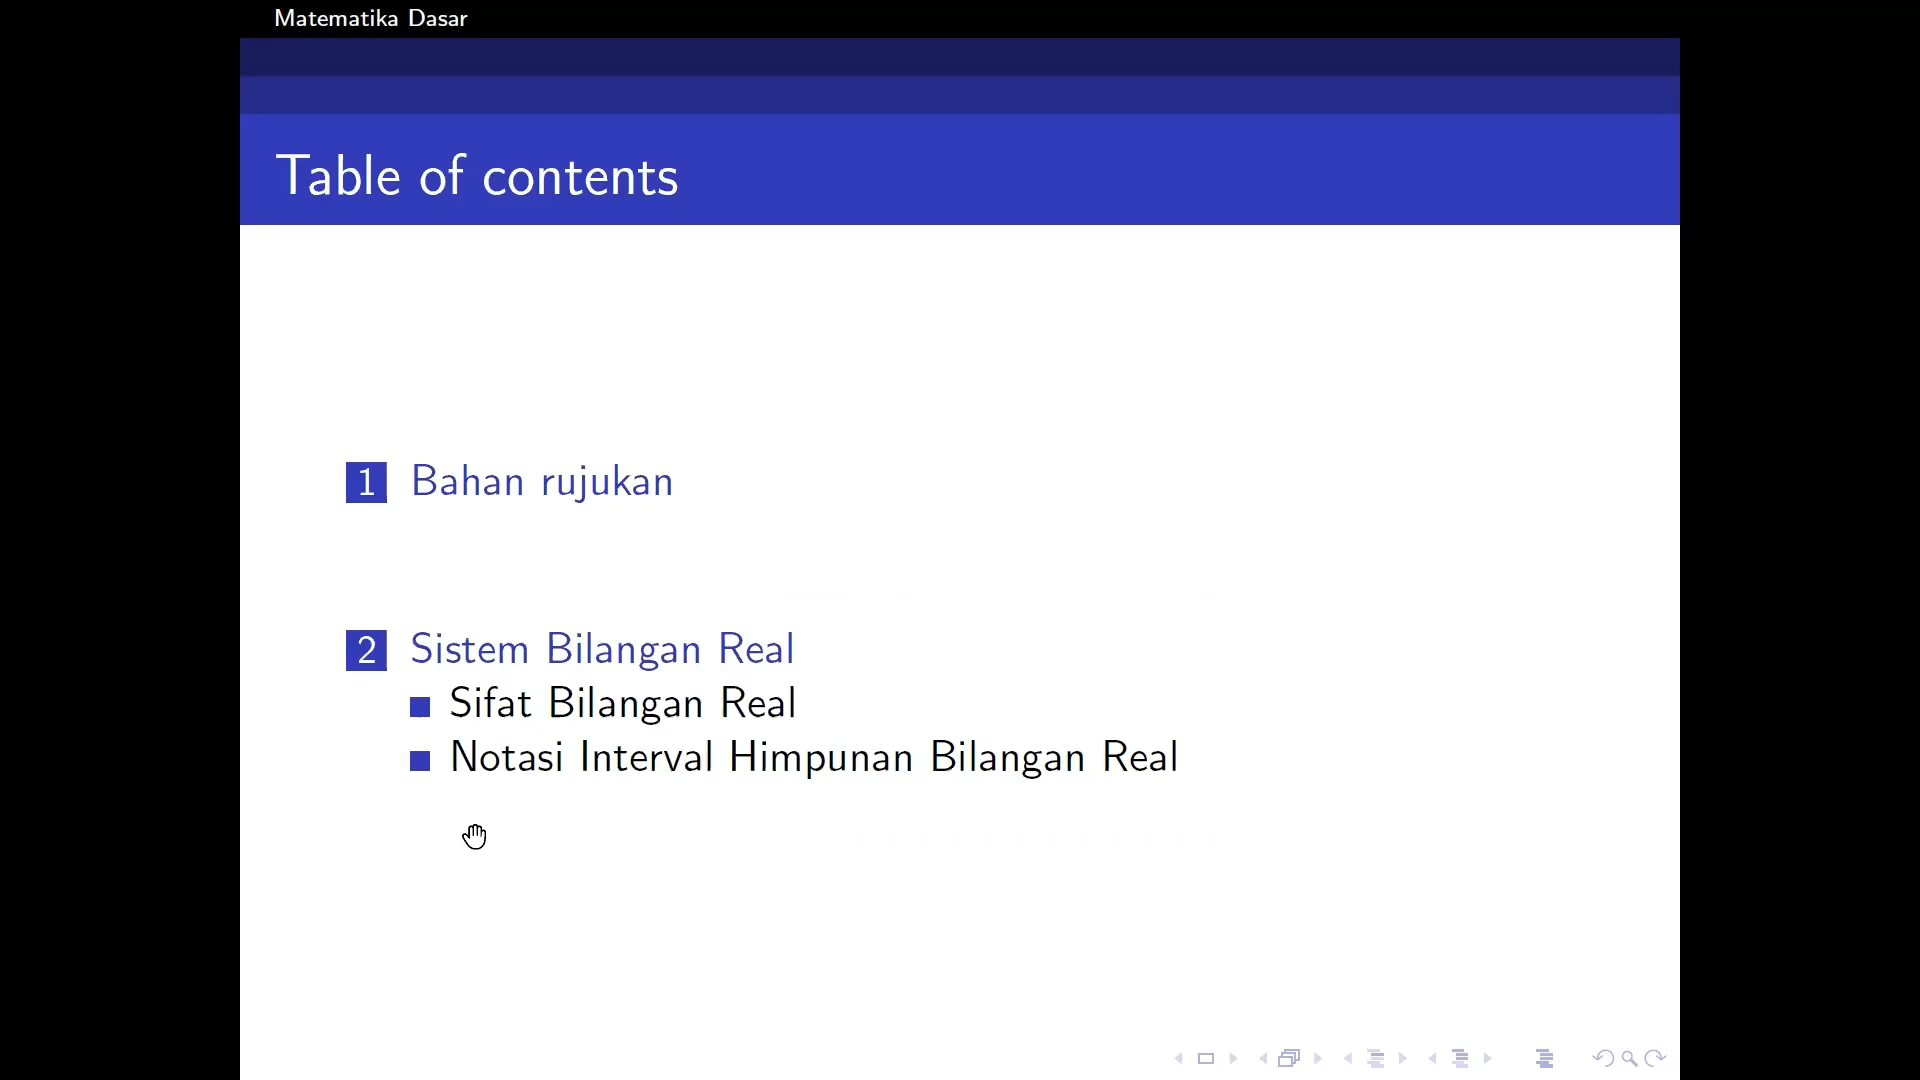 Matematika Dasar
Table of contents
1 Bahan rujukan
2 Sistem Bilangan Real
Sifat Bilangan Real
Notasi Interval Himpunan Bilangan Real